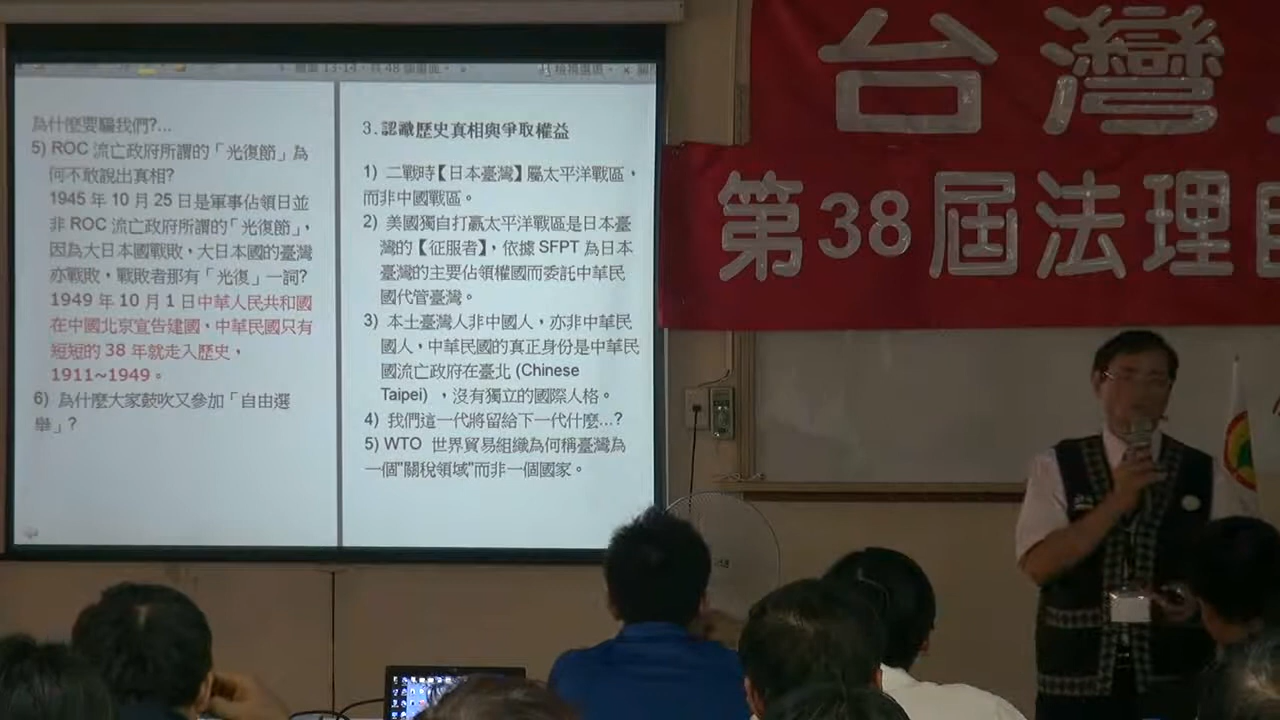 為什麼要騙我們?...
5) ROC 流亡政府所謂的「光復節」為
何不敢說出真相?
1945 年 10 月 25 日是軍事佔領日並
非 ROC 流亡政府所謂的「光復節」,
因為大日本國戰敗,大日本國的臺灣
亦戰敗,戰敗者那有「光復」一詞?
1949 年 10 月 1 日中華人民共和國
在中國北京宣告建國,中華民國只有
短短的 38 年就走入歷史,
1911~1949。
6) 為什麼大家鼓吹又參加「自由選
舉」?
3.認識歷史真相與爭取權益
1) 二戰時【日本臺灣】屬太平洋戰區,
而非中國戰區。
2) 美國獨自打贏太平洋戰區是日本臺
灣的【征服者】,依據 SFPT 為日本
臺灣的主要佔領權國而委託中華民
國代管臺灣。
3) 本土臺灣人非中國人,亦非中華民
國人,中華民國的真正身份是中華民
國流亡政府在臺北 (Chinese
Taipei) ,沒有獨立的國際人格。
4) 我們這一代將留給下一代什麼...?
5) WTO 世界貿易組織為何稱臺灣為
一個"關稅領域"而非一個國家。
台灣
第38屆法理